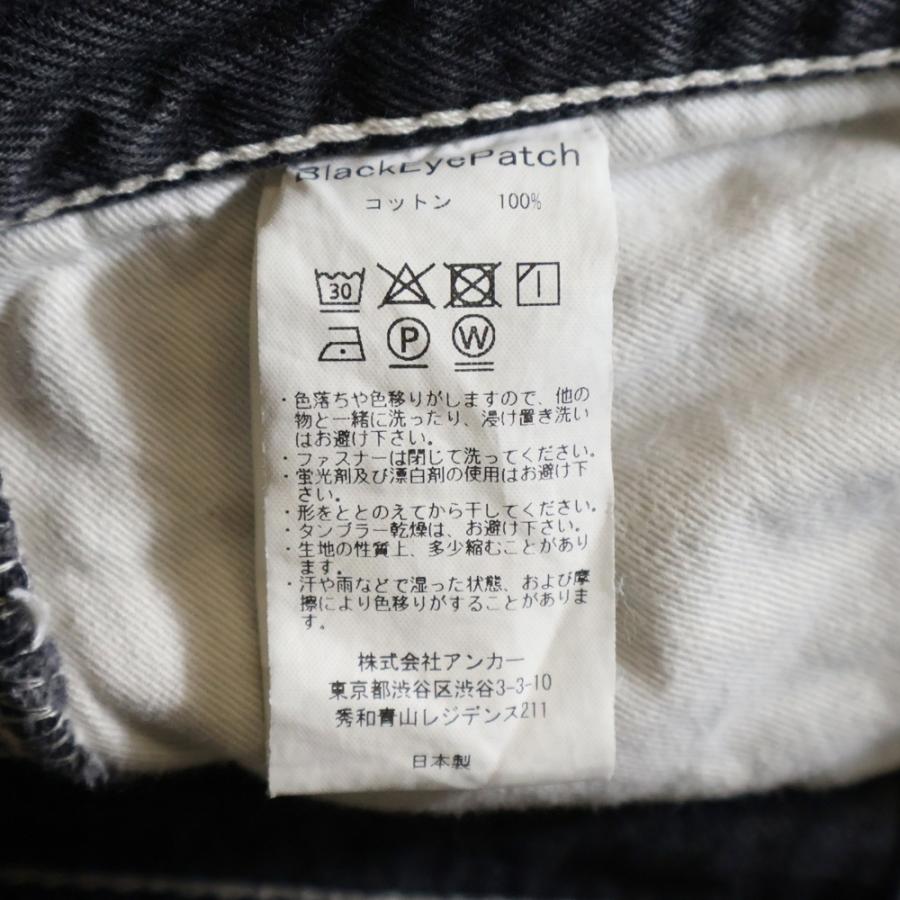 BlackEyePatch
コットン 100%
30
P W
・色落ちや色移りがしますので、他の
物と一緒に洗ったり、浸け置き洗い
はお避け下さい。
・ファスナーは閉じて洗ってください。
・蛍光剤及び漂白剤の使用はお避け下
さい。
・形をととのえてから干してください。
・タンブラー乾燥は、お避け下さい。
・生地の性質上、多少縮むことがあり
ます。
・汗や雨などで湿った状態、および摩
擦により色移りがすることがありま
す。
株式会社アンカー
東京都渋谷区渋谷3-3-10
秀和青山レジデンス211
日本製